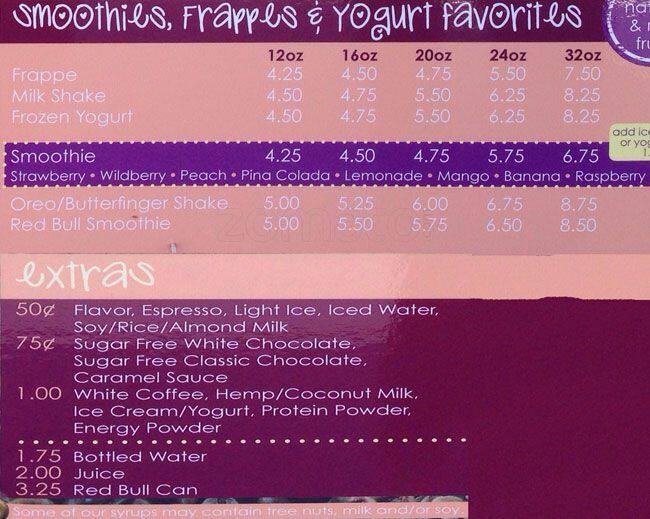 Smoothies, Frappes & Yogurt Favorites
12oz 16oz 20oz 24oz 32oz
Frappe 4.25 4.50 4.75 5.50 7.50
Milk Shake 4.50 4.75 5.50 6.25 8.25
Frozen Yogurt 4.50 4.75 5.50 6.25 8.25
add
or
Smoothie 4.25 4.50 4.75 5.75 6.75
Strawberry • Wildberry • Peach • Pina Colada • Lemonade • Mango • Banana • Raspberry
Oreo/Butterfinger Shake 5.00 5.25 6.00 6.75 8.75
Red Bull Smoothie 5.00 5.50 5.75 6.50 8.50
extras
50¢ Flavor, Espresso, Light Ice, Iced Water,
Soy/Rice/Almond Milk
75¢ Sugar Free White Chocolate,
Sugar Free Classic Chocolate,
Caramel Sauce
1.00 White Coffee, Hemp/Coconut Milk,
Ice Cream/Yogurt, Protein Powder,
Energy Powder
1.75 Bottled Water
2.00 Juice
3.25 Red Bull Can
Some of our syrups may contain tree nuts, milk and/or soy.